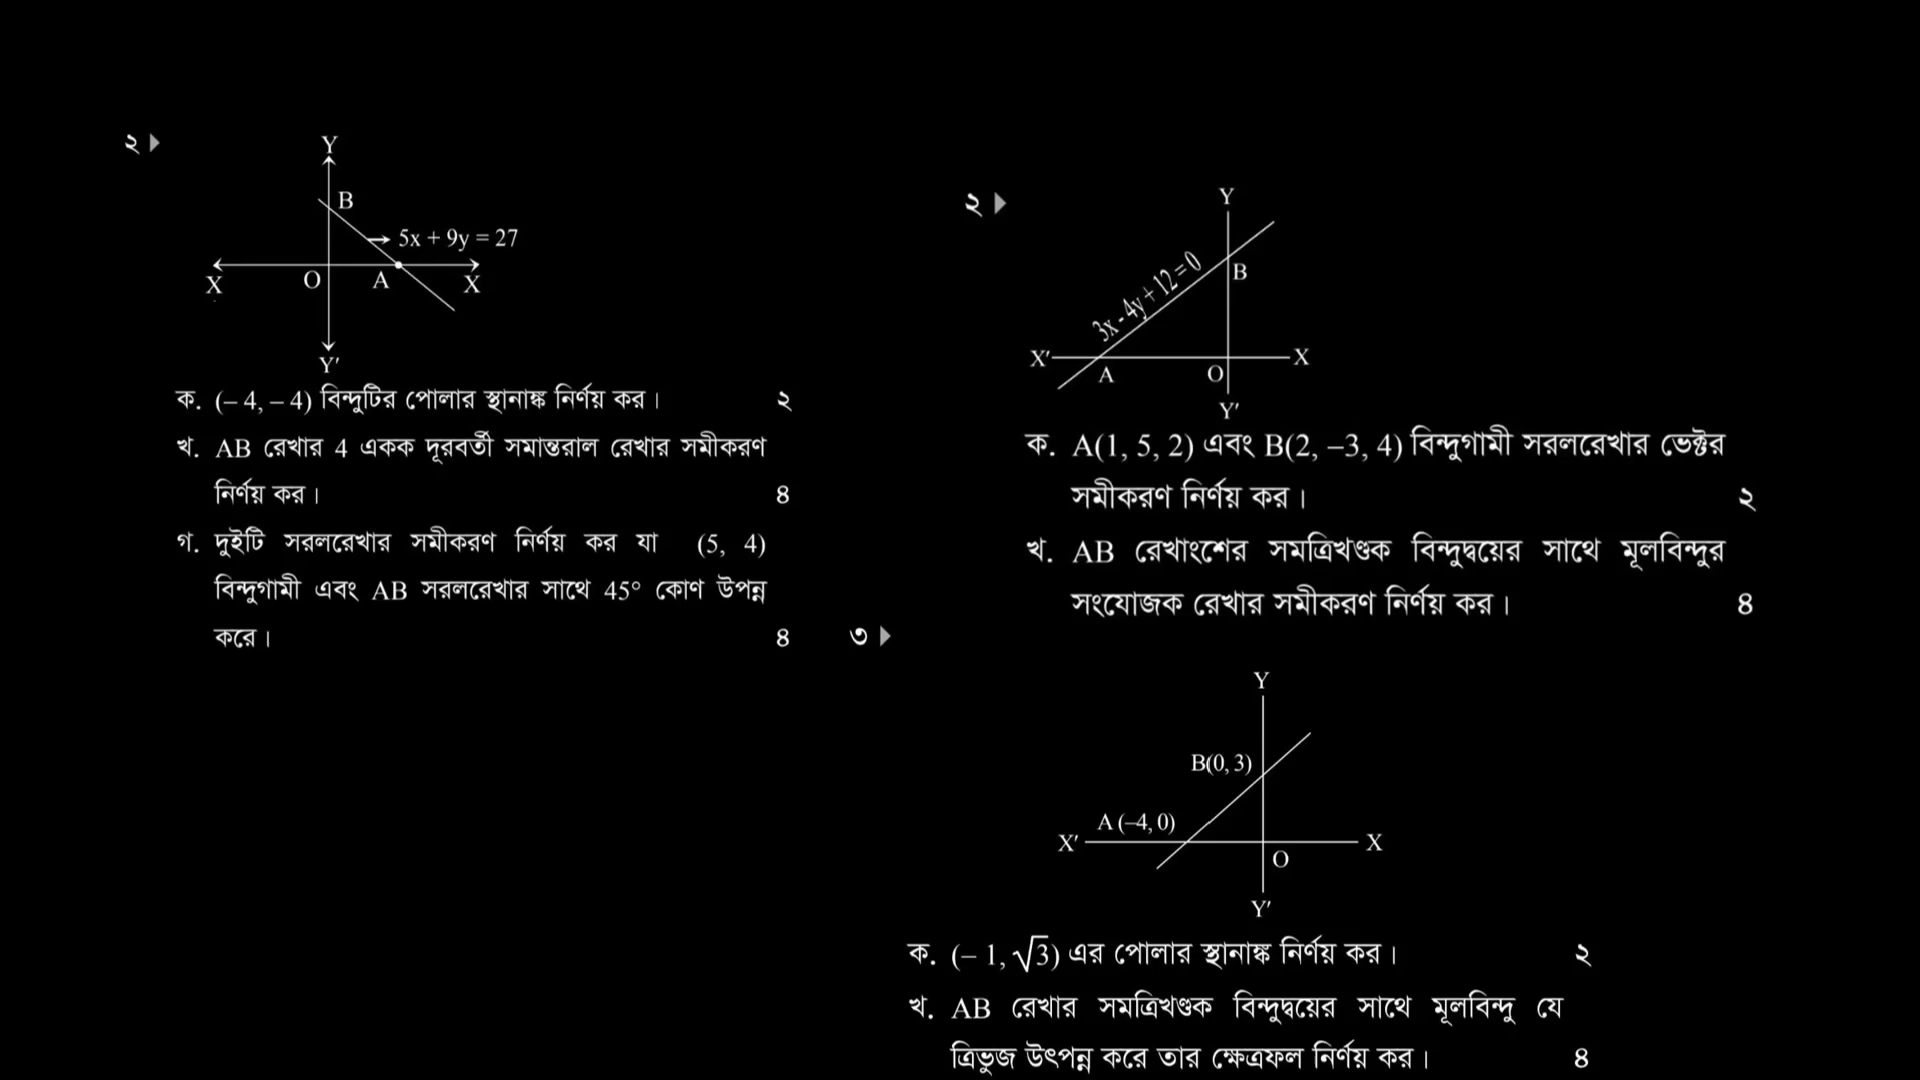 ২
Y
B
5x + 9y = 27
X
O
A
X
Y′
ক. (– 4, – 4) বিন্দুটির পোলার স্থানাঙ্ক নির্ণয় কর। ২
খ. AB রেখার 4 একক দূরবর্তী সমান্তরাল রেখার সমীকরণ
নির্ণয় কর। ৪
গ. দুইটি সরলরেখার সমীকরণ নির্ণয় কর যা (5, 4)
বিন্দুগামী এবং AB সরলরেখার সাথে 45° কোণ উপন্ন
করে। ৪
২
Y
3x - 4y + 12 = 0
B
X′
X
A
O
Y′
ক. A(1, 5, 2) এবং B(2, –3, 4) বিন্দুগামী সরলরেখার ভেক্টর
সমীকরণ নির্ণয় কর। ২
খ. AB রেখাংশের সমত্রিখণ্ডক বিন্দুদ্বয়ের সাথে মূলবিন্দুর
সংযোজক রেখার সমীকরণ নির্ণয় কর। ৪
৩
Y
B(0, 3)
A (–4, 0)
X′
X
O
Y′
ক. (– 1, √3) এর পোলার স্থানাঙ্ক নির্ণয় কর। ২
খ. AB রেখার সমত্রিখণ্ডক বিন্দুদ্বয়ের সাথে মূলবিন্দু যে
ত্রিভুজ উৎপন্ন করে তার ক্ষেত্রফল নির্ণয় কর। ৪